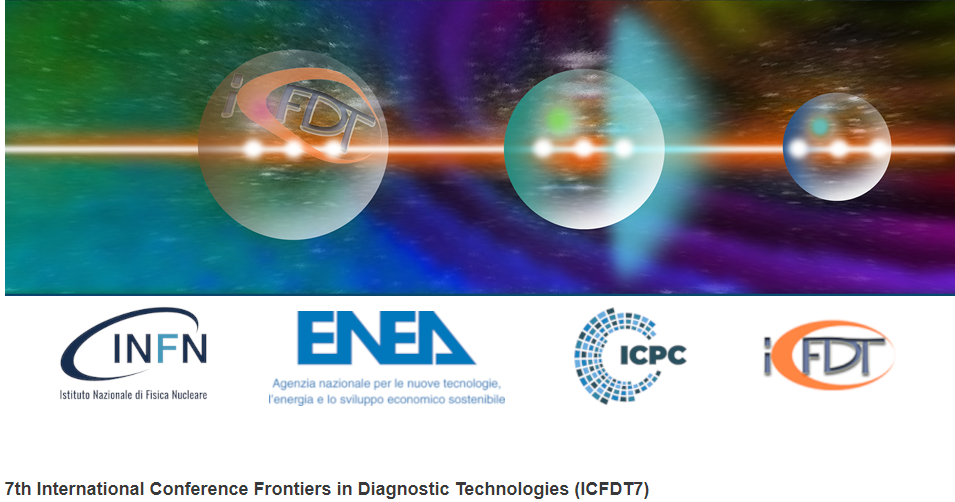 iCFDT
INFN
Istituto Nazionale di Fisica Nucleare
ENEA
Agenzia nazionale per le nuove tecnologie,
l'energia e lo sviluppo economico sostenibile
ICPC
iCFDT
7th International Conference Frontiers in Diagnostic Technologies (ICFDT7)